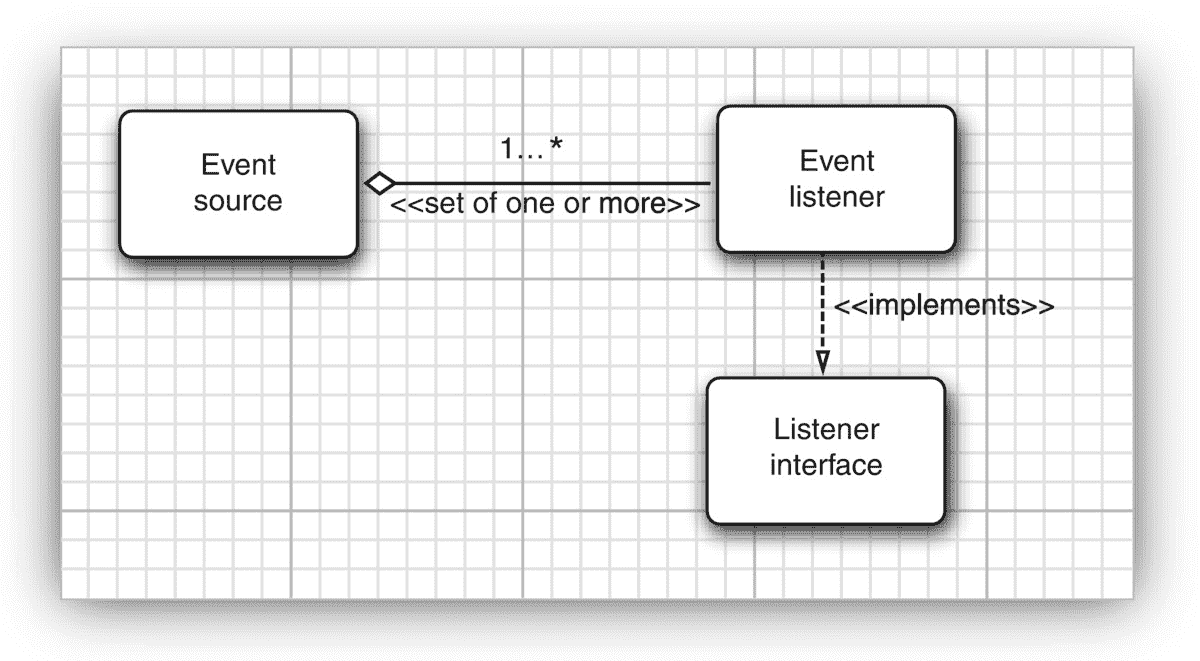 Event
source
1...*
<<set of one or more>>
Event
listener
<<implements>>
Listener
interface